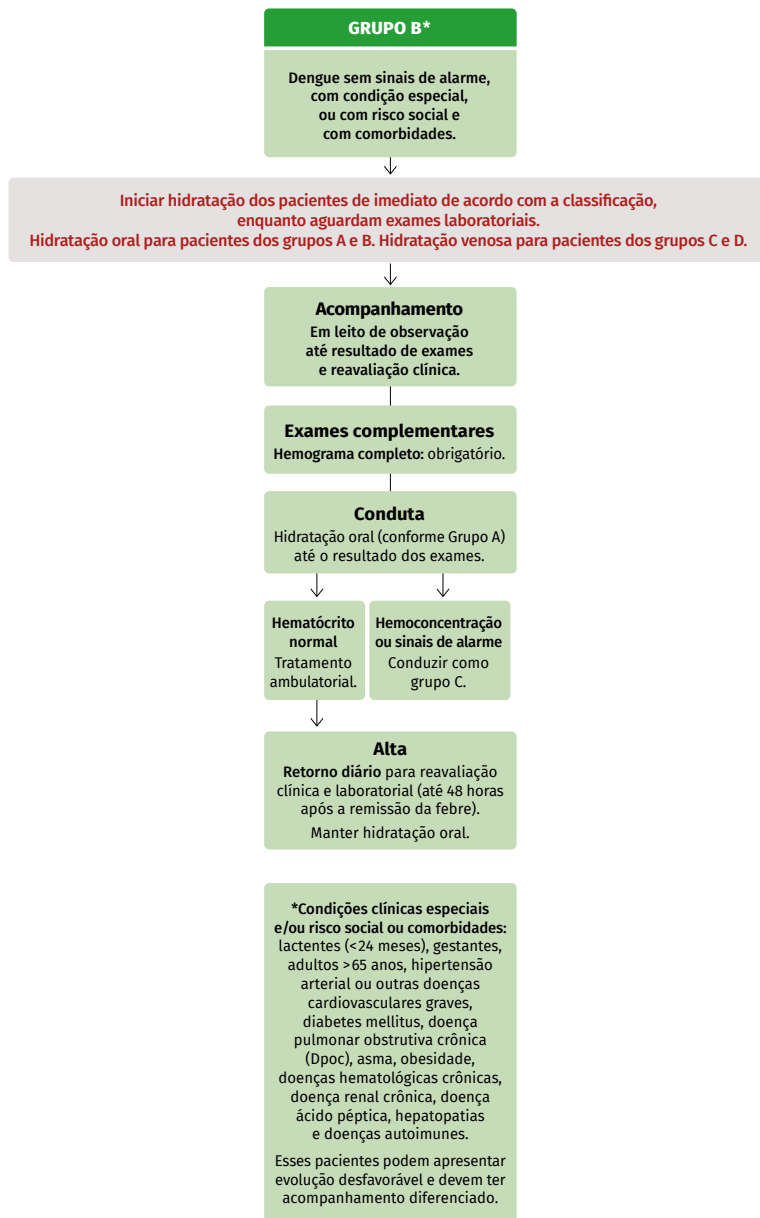 GRUPO B*
Dengue sem sinais de alarme,
com condição especial,
ou com risco social e
com comorbidades.
Iniciar hidratação dos pacientes de imediato de acordo com a classificação,
enquanto aguardam exames laboratoriais.
Hidratação oral para pacientes dos grupos A e B. Hidratação venosa para pacientes dos grupos C e D.
Acompanhamento
Em leito de observação
até resultado de exames
e reavaliação clínica.
Exames complementares
Hemograma completo: obrigatório.
Conduta
Hidratação oral (conforme Grupo A)
até o resultado dos exames.
Hematócrito
normal
Tratamento
ambulatorial.
Hemoconcentração
ou sinais de alarme
Conduzir como
grupo C.
Alta
Retorno diário para reavaliação
clínica e laboratorial (até 48 horas
após a remissão da febre).
Manter hidratação oral.
*Condições clínicas especiais
e/ou risco social ou comorbidades:
lactentes (<24 meses), gestantes,
adultos >65 anos, hipertensão
arterial ou outras doenças
cardiovasculares graves,
diabetes mellitus, doença
pulmonar obstrutiva crônica
(Dpoc), asma, obesidade,
doenças hematológicas crônicas,
doença renal crônica, doença
ácido péptica, hepatopatias
e doenças autoimunes.
Esses pacientes podem apresentar
evolução desfavorável e devem ter
acompanhamento diferenciado.